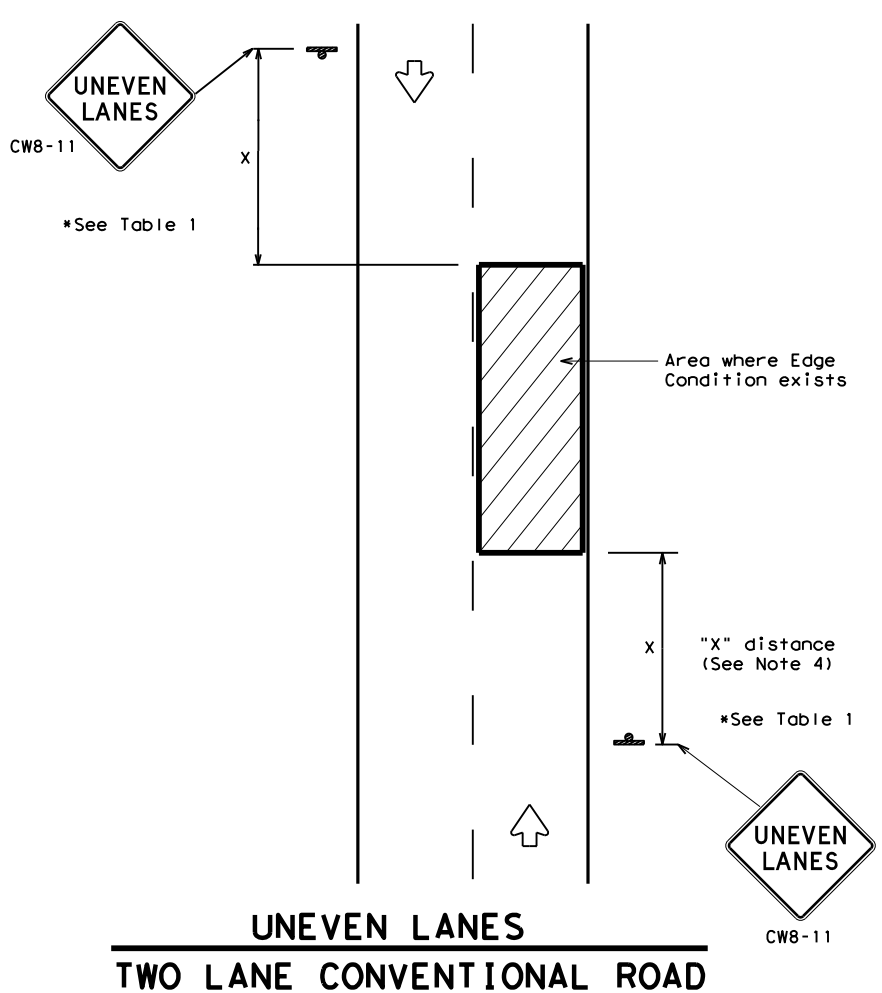 UNEVEN
LANES
CW8-11
X
*See Table 1
Area where Edge
Condition exists
X
"X" distance
(See Note 4)
*See Table 1
UNEVEN
LANES
CW8-11
UNEVEN LANES
TWO LANE CONVENTIONAL ROAD